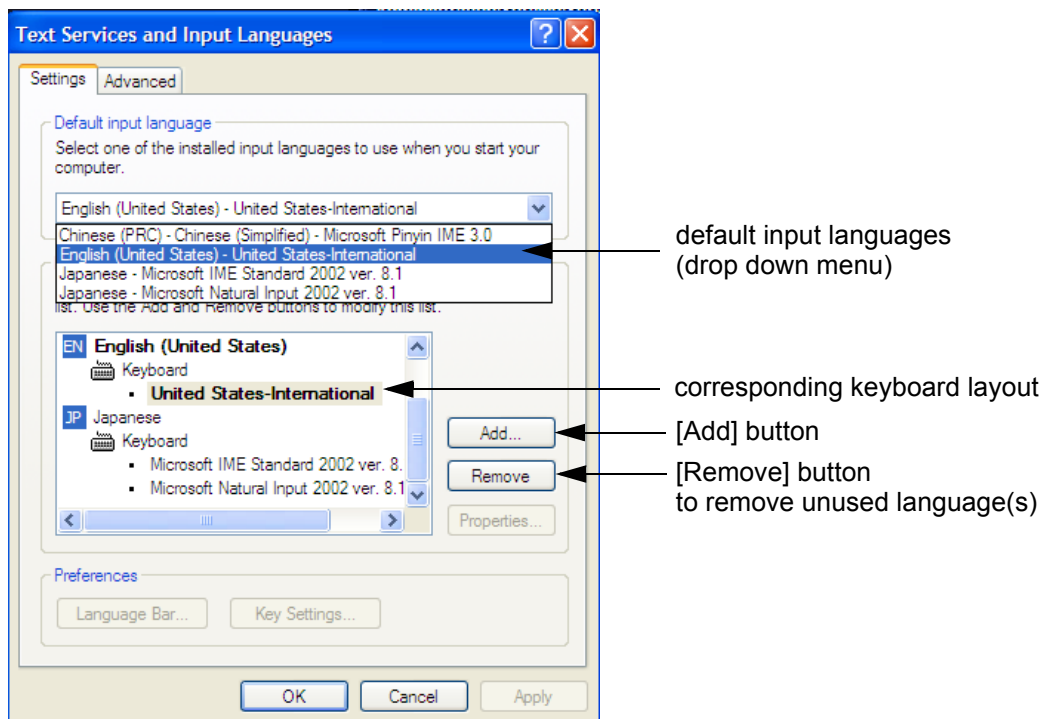 Text Services and Input Languages
Settings
Advanced
Default input language
Select one of the installed input languages to use when you start your
computer.
English (United States) - United States-International
Chinese (PRC) - Chinese (Simplified) - Microsoft Pinyin IME 3.0
English (United States) - United States-International
Japanese - Microsoft IME Standard 2002 ver. 8.1
Japanese - Microsoft Natural Input 2002 ver. 8.1
list. Use the Add and Remove buttons to modify this list.
default input languages
(drop down menu)
EN English (United States)
Keyboard
• United States-International
JP Japanese
Keyboard
• Microsoft IME Standard 2002 ver. 8.
• Microsoft Natural Input 2002 ver. 8.1
Add...
Remove
Properties...
corresponding keyboard layout
[Add] button
[Remove] button
to remove unused language(s)
Preferences
Language Bar...
Key Settings...
OK
Cancel
Apply